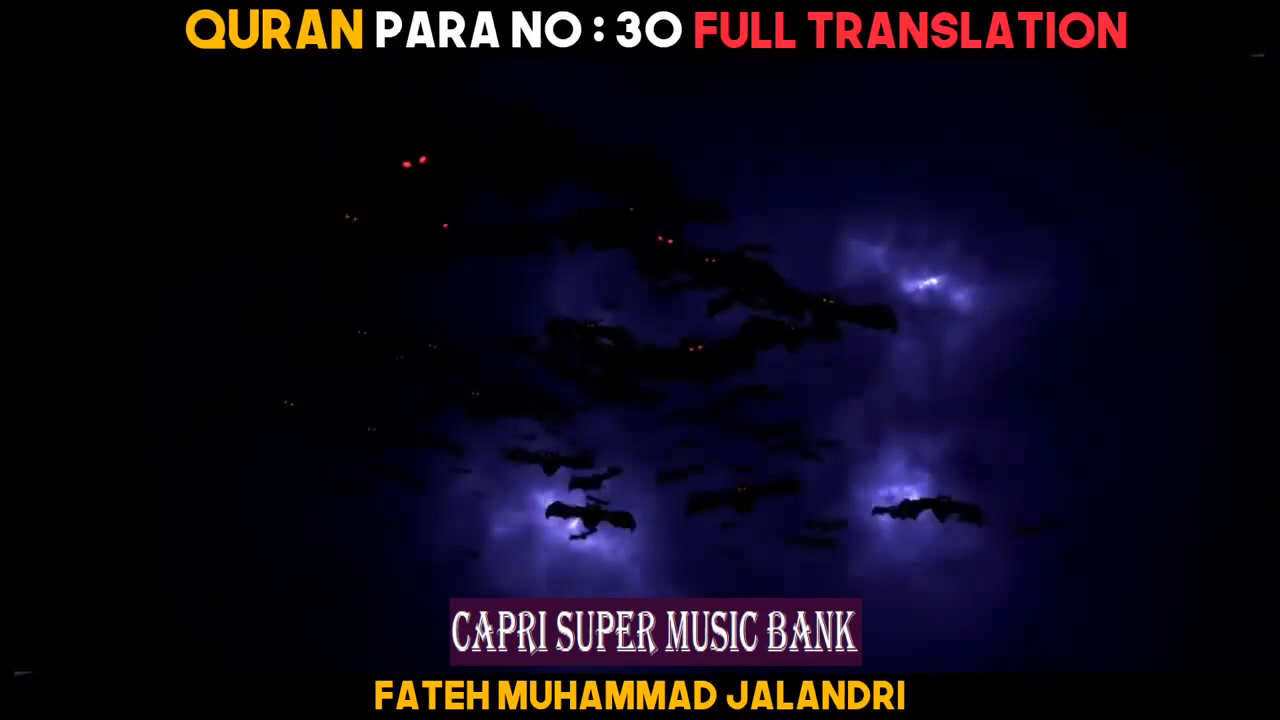 QURAN PARA NO : 30 FULL TRANSLATION
CAPRI SUPER MUSIC BANK
FATEH MUHAMMAD JALANDRI